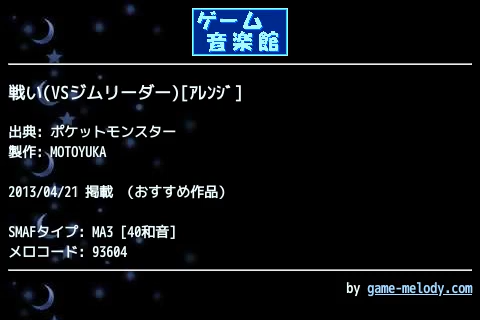 ゲーム
音楽館
戦い(VSジムリーダー)[ｱﾚﾝｼﾞ]
出典: ポケットモンスター
製作: MOTOYUKA
2013/04/21 掲載 (おすすめ作品)
SMAFタイプ: MA3 [40和音]
メロコード: 93604
by game-melody.com